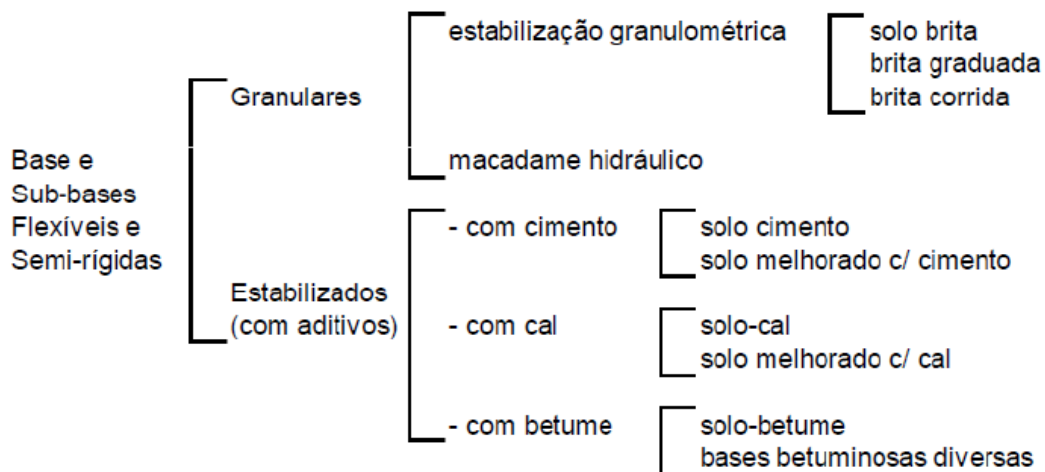 estabilização granulométrica
solo brita
brita graduada
brita corrida
Granulares
macadame hidráulico
Base e
Sub-bases
Flexíveis e
Semi-rígidas
- com cimento
solo cimento
solo melhorado c/ cimento
Estabilizados
(com aditivos)
- com cal
solo-cal
solo melhorado c/ cal
- com betume
solo-betume
bases betuminosas diversas